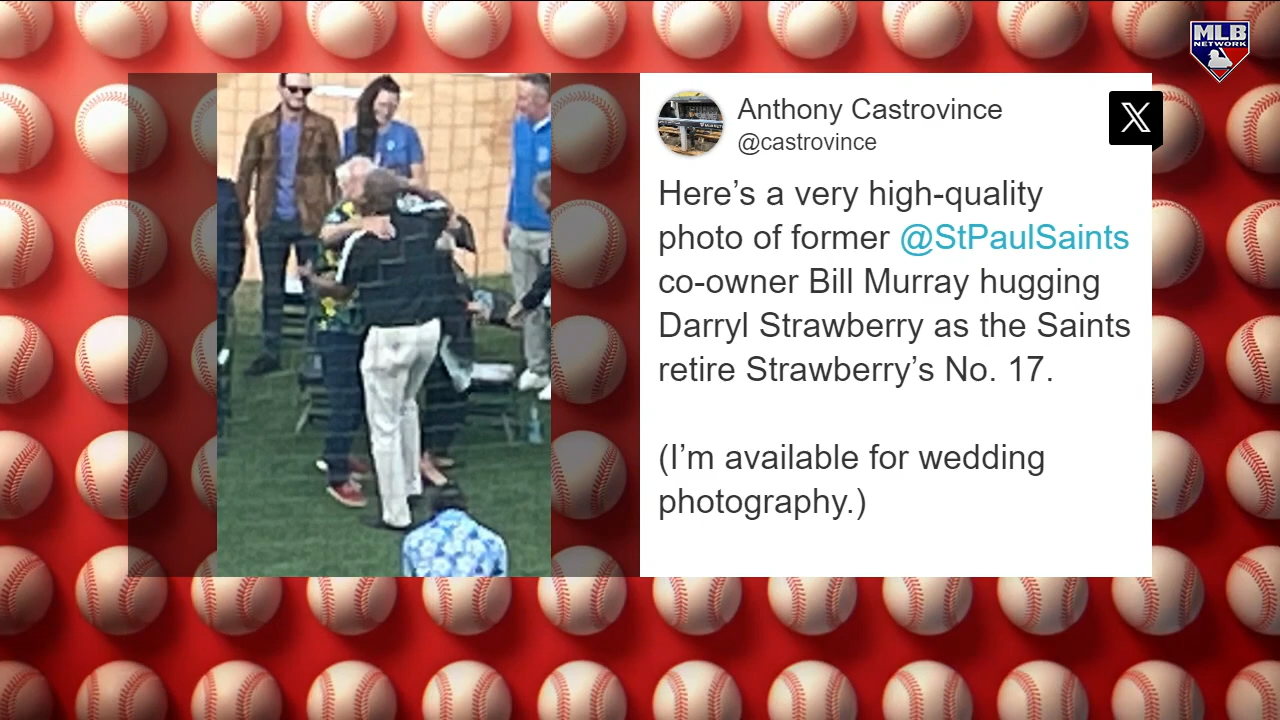 MLB
NETWORK
Anthony Castrovince
@castrovince
X
Here’s a very high-quality
photo of former @StPaulSaints
co-owner Bill Murray hugging
Darryl Strawberry as the Saints
retire Strawberry’s No. 17.
(I’m available for wedding
photography.)